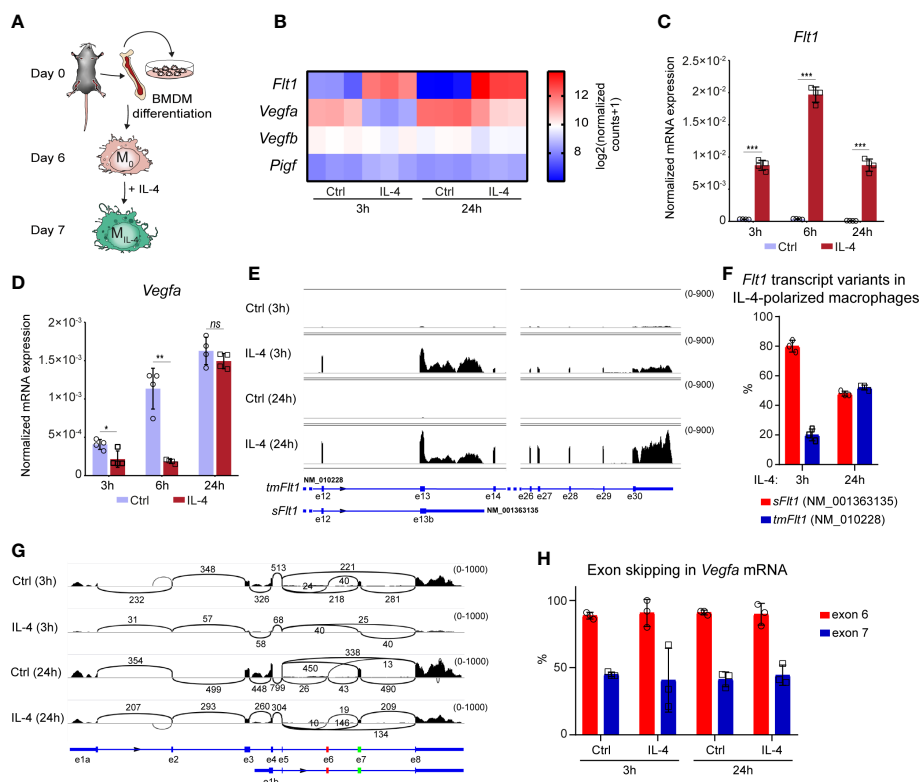 A
Day 0
BMDM
differentiation
Day 6
M0
+ IL-4
Day 7
MIL-4
B
Flt1
Vegfa
Vegfb
Pigf
Ctrl IL-4 Ctrl IL-4
3h 24h
12
10
8
log2(normalized
counts+1)
C
Flt1
Normalized mRNA expression
2.5×10-2
2×10-2
1×10-2
5×10-3
0
***
***
***
3h 6h 24h
Ctrl IL-4
D
Vegfa
Normalized mRNA expression
2×10-3
1.5×10-3
1×10-3
5×10-4
0
*
**
ns
3h 6h 24h
Ctrl IL-4
E
Ctrl (3h) (0-900)
IL-4 (3h) (0-900)
Ctrl (24h) (0-900)
IL-4 (24h) (0-900)
NM_010228
tmFlt1
e12 e13 e14 e26 e27 e28 e29 e30
sFlt1 NM_001363135
e12 e13b
F
Flt1 transcript variants in
IL-4-polarized macrophages
%
100
80
60
40
20
0
IL-4: 3h 24h
sFlt1 (NM_001363135)
tmFlt1 (NM_010228)
G
Ctrl (3h) (0-1000)
348 513 221 40 24
232 326 218 281
IL-4 (3h) (0-1000)
31 57 68 25
58 40 40
Ctrl (24h) (0-1000)
354 338 450 13
499 448 799 26 43 490
IL-4 (24h) (0-1000)
207 293 260 304 19 209
10 146 134
e1a e2 e3 e4 e5 e6 e7 e8
e1b
H
Exon skipping in Vegfa mRNA
%
100
50
0
Ctrl IL-4 Ctrl IL-4
3h 24h
exon 6
exon 7